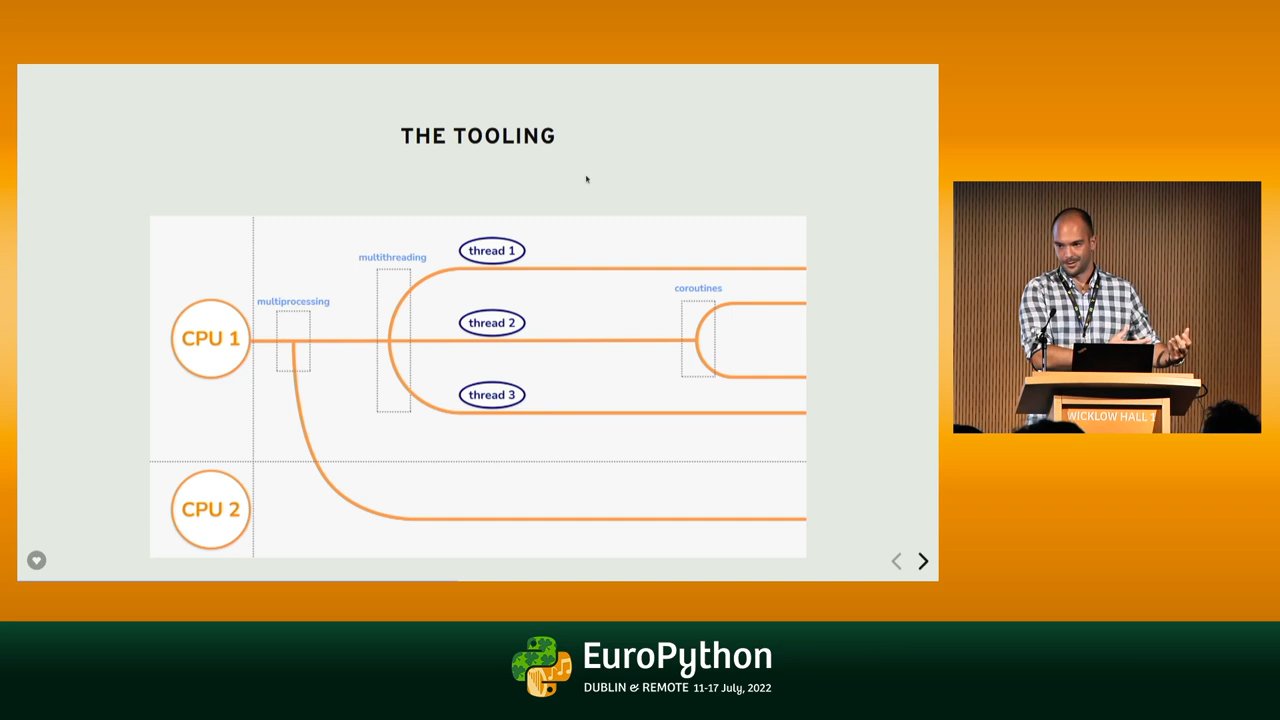 THE TOOLING
thread 1
multithreading
coroutines
multiprocessing
thread 2
CPU 1
thread 3
CPU 2
WICKLOW HALL 1
EuroPython
DUBLIN & REMOTE 11-17 July, 2022